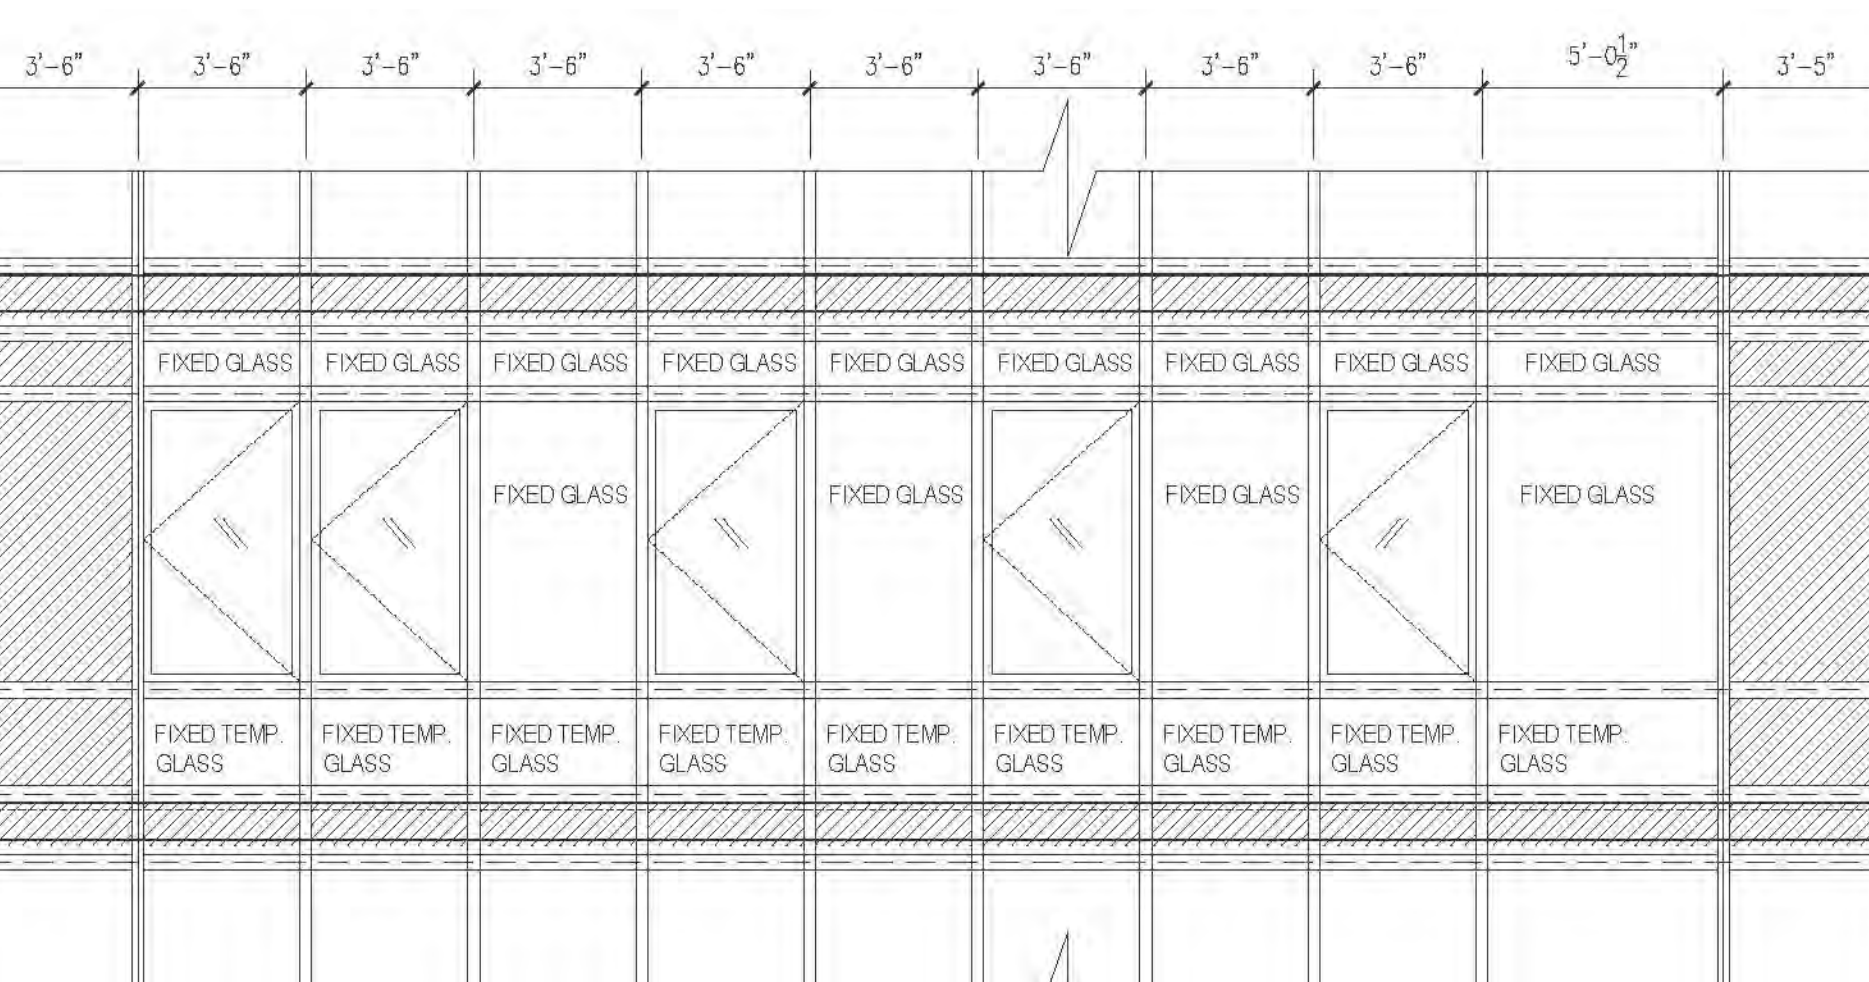 3'-6" 3'-6" 3'-6" 3'-6" 3'-6" 3'-6" 3'-6" 3'-6" 3'-6" 5'-0½" 3'-5"
FIXED GLASS FIXED GLASS FIXED GLASS FIXED GLASS FIXED GLASS FIXED GLASS FIXED GLASS FIXED GLASS FIXED GLASS
FIXED GLASS FIXED GLASS FIXED GLASS FIXED GLASS
FIXED TEMP. FIXED TEMP. FIXED TEMP. FIXED TEMP. FIXED TEMP. FIXED TEMP. FIXED TEMP. FIXED TEMP. FIXED TEMP.
GLASS GLASS GLASS GLASS GLASS GLASS GLASS GLASS GLASS